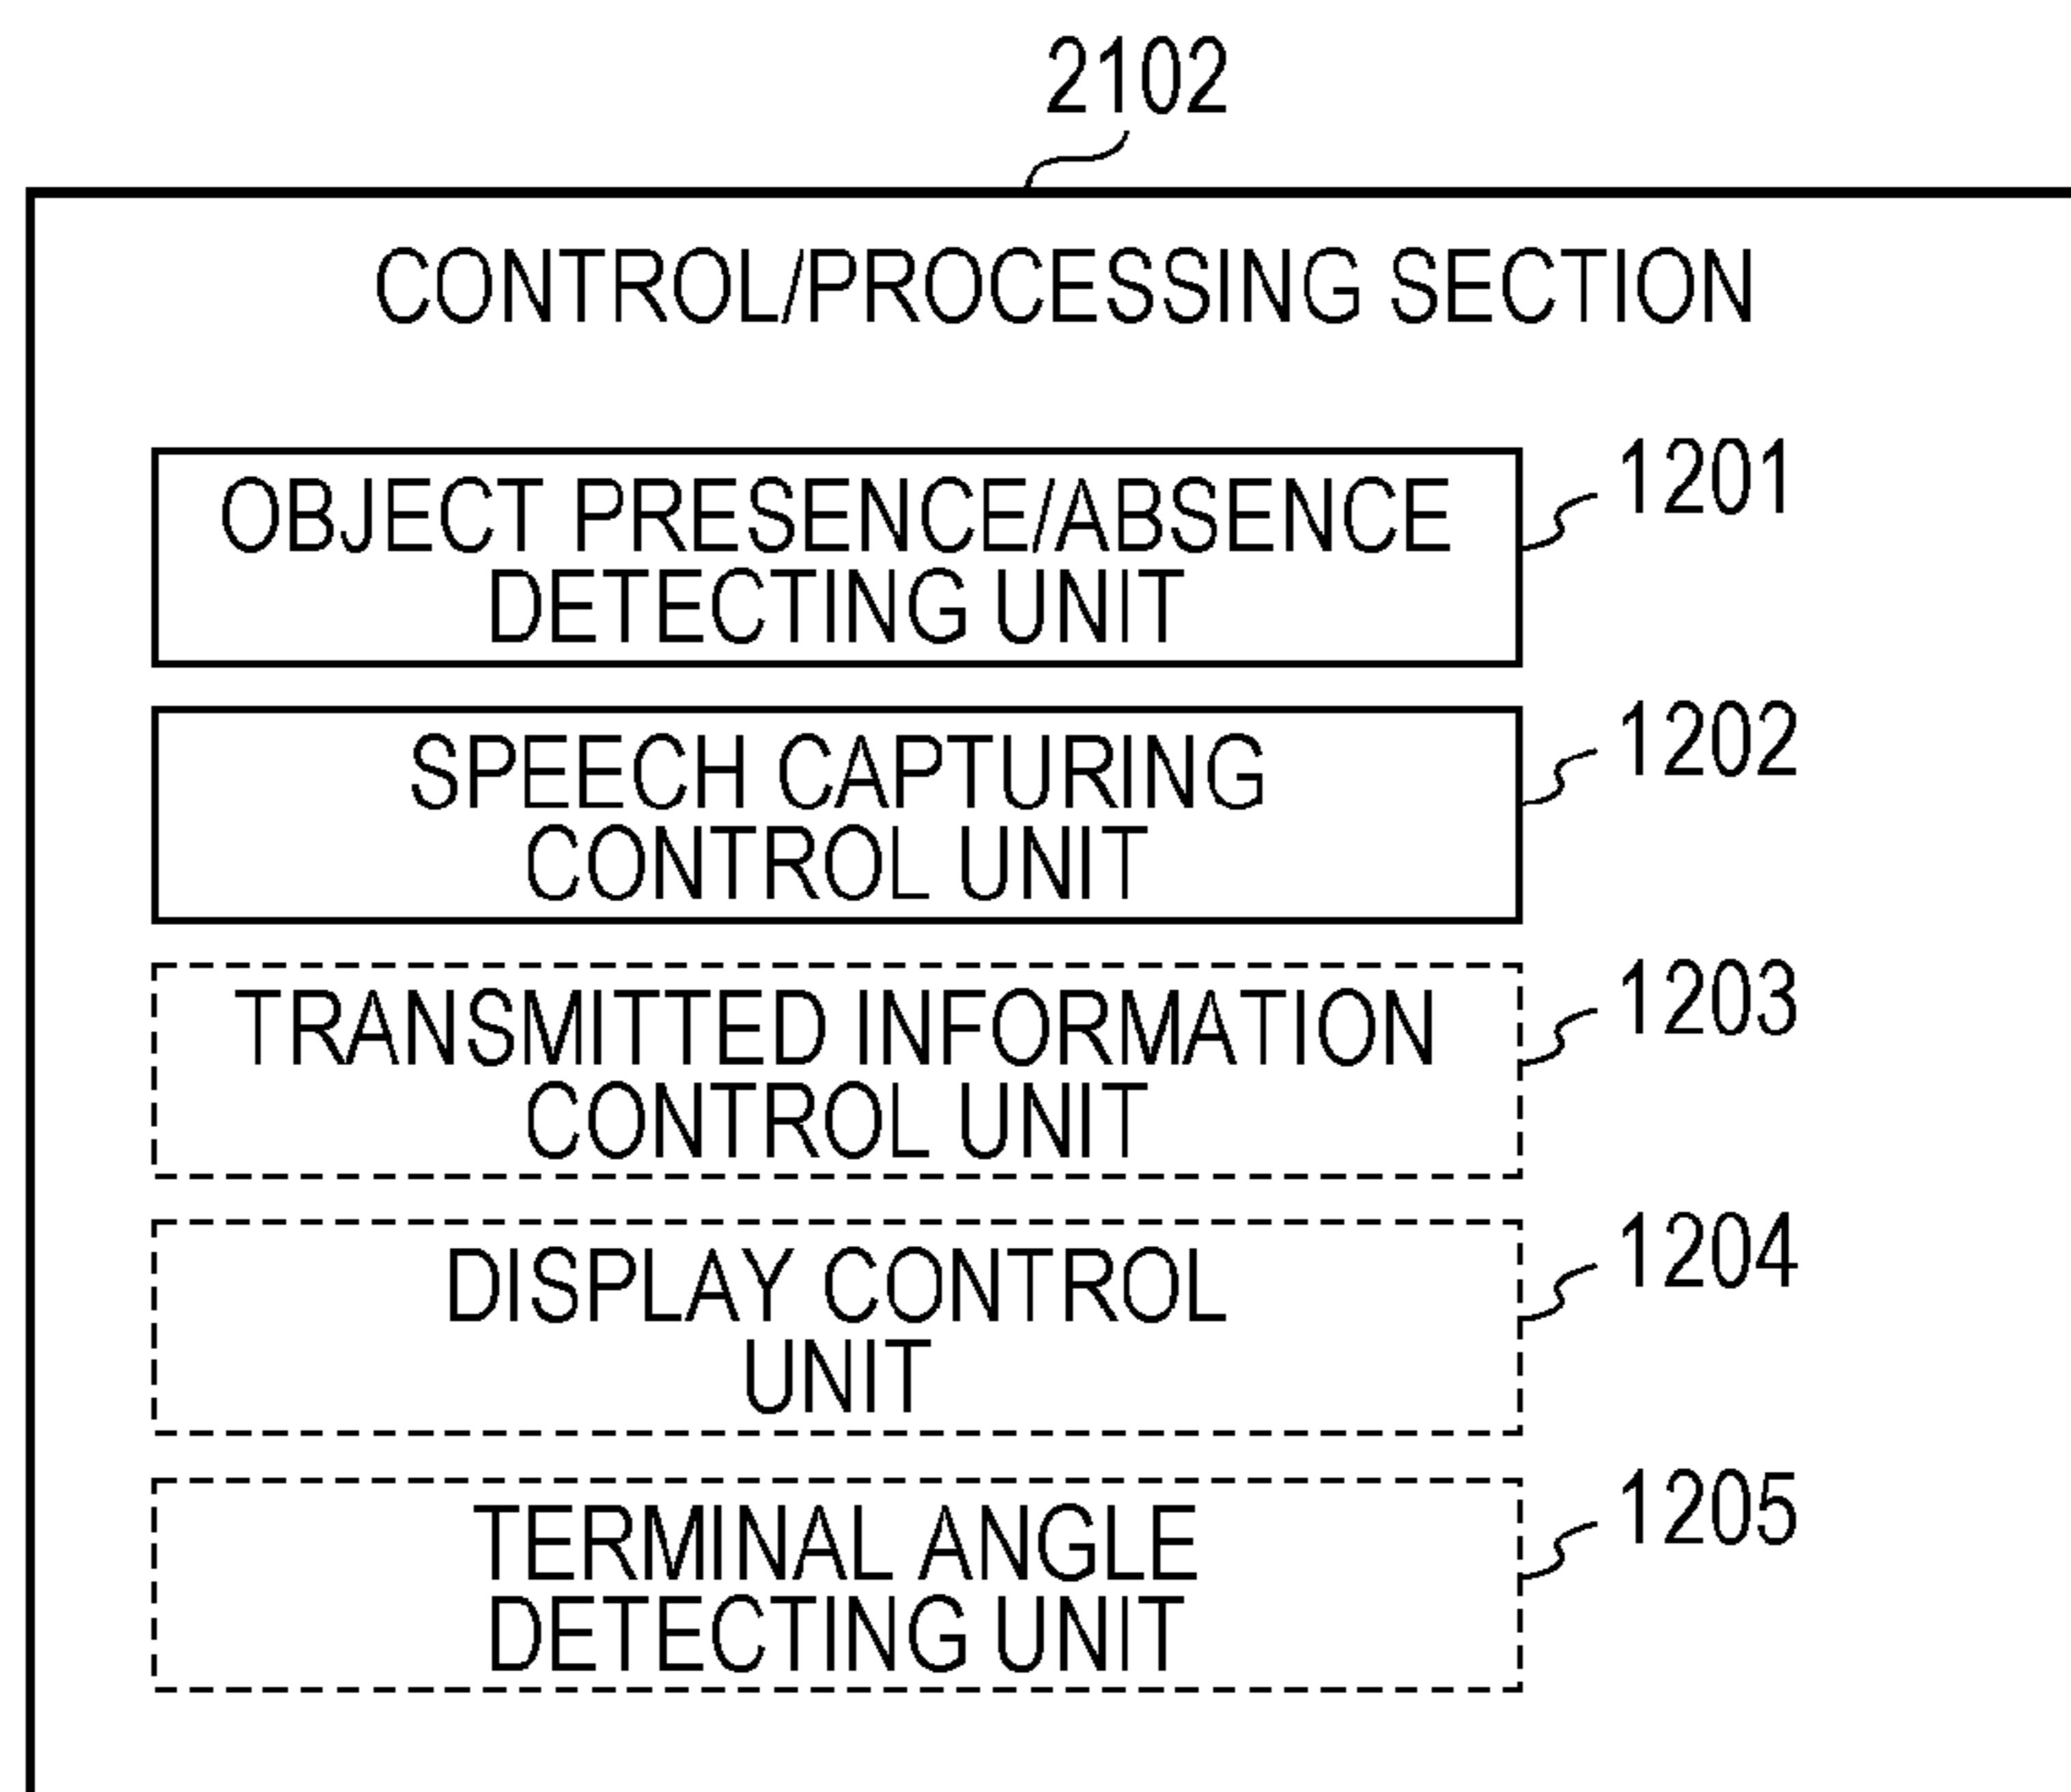 2102
CONTROL/PROCESSING SECTION
OBJECT PRESENCE/ABSENCE
DETECTING UNIT
1201
SPEECH CAPTURING
CONTROL UNIT
1202
TRANSMITTED INFORMATION
CONTROL UNIT
1203
DISPLAY CONTROL
UNIT
1204
TERMINAL ANGLE
DETECTING UNIT
1205